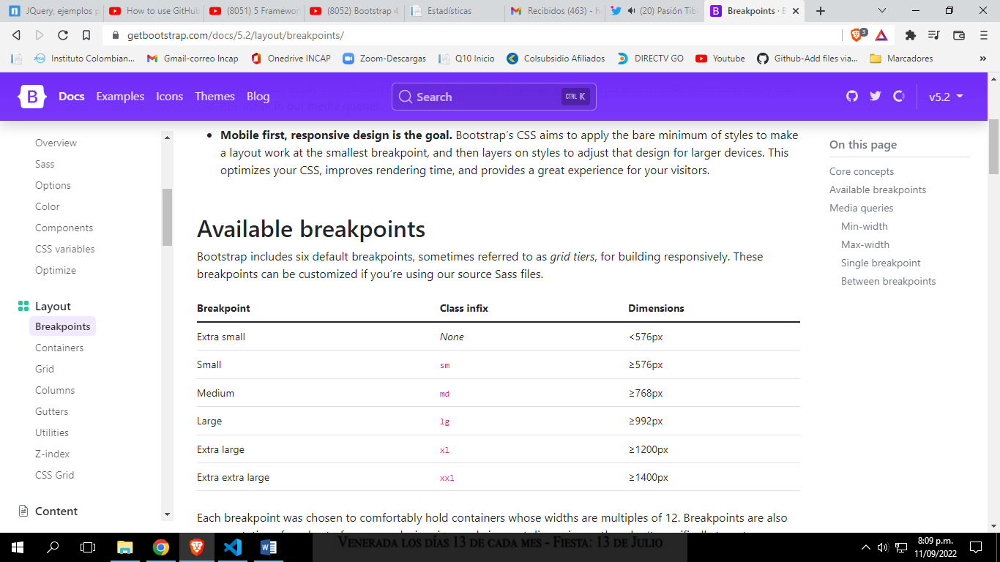 JQuery, ejemplos p
How to use GitHub
(8051) 5 Framewor
(8052) Bootstrap 4
Estadísticas
Recibidos (463) - h
(20) Pasión Tib
Breakpoints · B
getbootstrap.com/docs/5.2/layout/breakpoints/
3
Instituto Colombian...
Gmail-correo Incap
Onedrive INCAP
Zoom-Descargas
Q10 Inicio
Colsubsidio Afiliados
DIRECTV GO
Youtube
Github-Add files via...
Marcadores
»
B
Docs
Examples
Icons
Themes
Blog
Search
CTRL K
v5.2
in our media queries.
Overview
Sass
Options
Color
Components
CSS variables
Optimize
Layout
Breakpoints
Containers
Grid
Columns
Gutters
Utilities
Z-index
CSS Grid
Content
• Mobile first, responsive design is the goal. Bootstrap’s CSS aims to apply the bare minimum of styles to make
a layout work at the smallest breakpoint, and then layers on styles to adjust that design for larger devices. This
optimizes your CSS, improves rendering time, and provides a great experience for your visitors.
Available breakpoints
Bootstrap includes six default breakpoints, sometimes referred to as grid tiers, for building responsively. These
breakpoints can be customized if you’re using our source Sass files.
Breakpoint Class infix Dimensions
Extra small None <576px
Small sm ≥576px
Medium md ≥768px
Large lg ≥992px
Extra large xl ≥1200px
Extra extra large xxl ≥1400px
Each breakpoint was chosen to comfortably hold containers whose widths are multiples of 12. Breakpoints are also
On this page
Core concepts
Available breakpoints
Media queries
Min-width
Max-width
Single breakpoint
Between breakpoints
Venerada los días 13 de cada mes - Fiesta: 13 de Julio
8:09 p.m.
11/09/2022